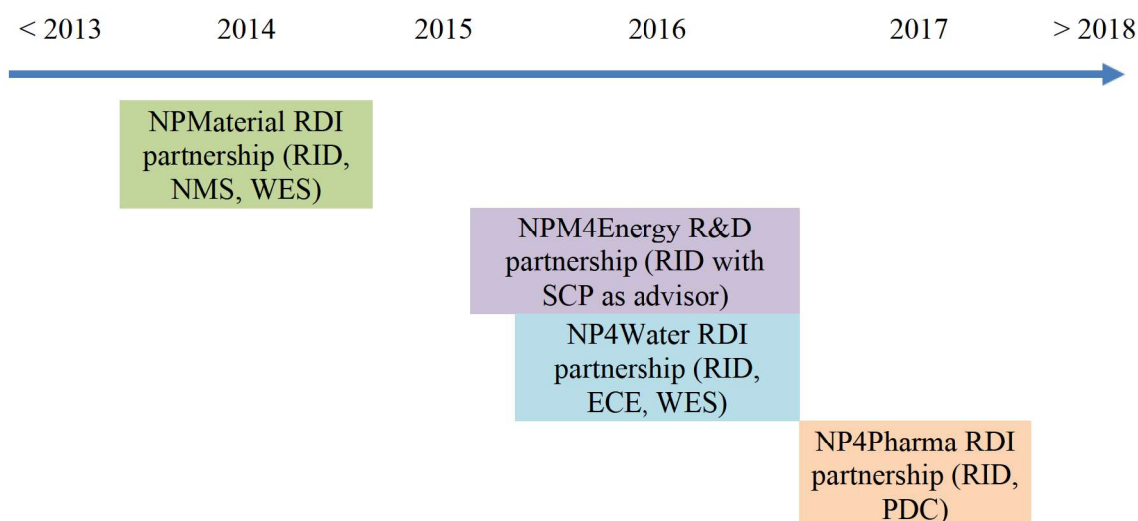 < 2013 2014 2015 2016 2017 > 2018
NPMaterial RDI
partnership (RID,
NMS, WES)
NPM4Energy R&D
partnership (RID with
SCP as advisor)
NP4Water RDI
partnership (RID,
ECE, WES)
NP4Pharma RDI
partnership (RID,
PDC)